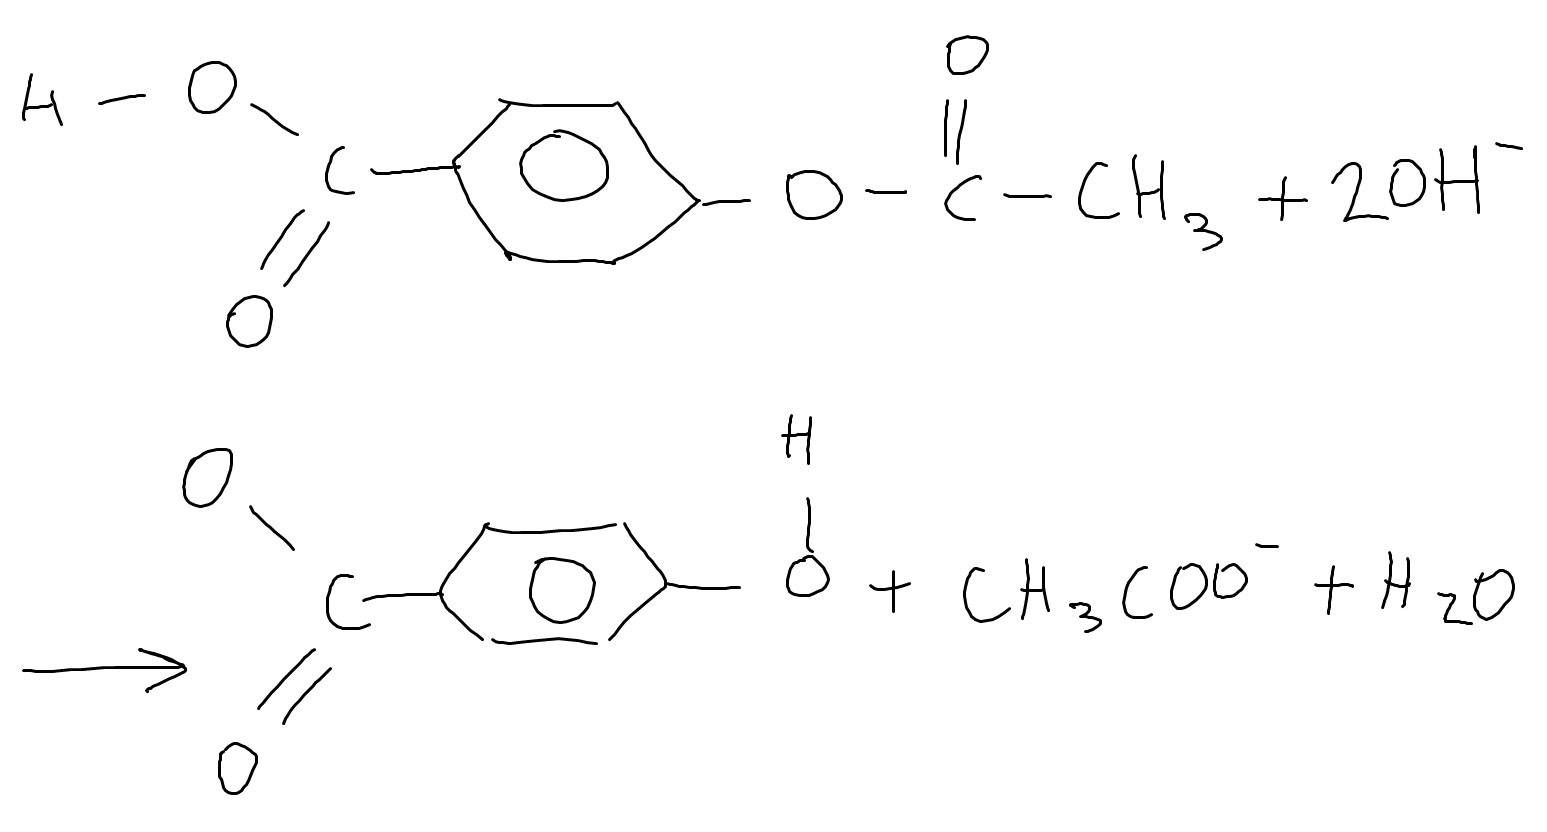 O
H - O C O - C - CH3 + 2OH⁻
O
H
O C O + CH3COO⁻ + H2O
→
O